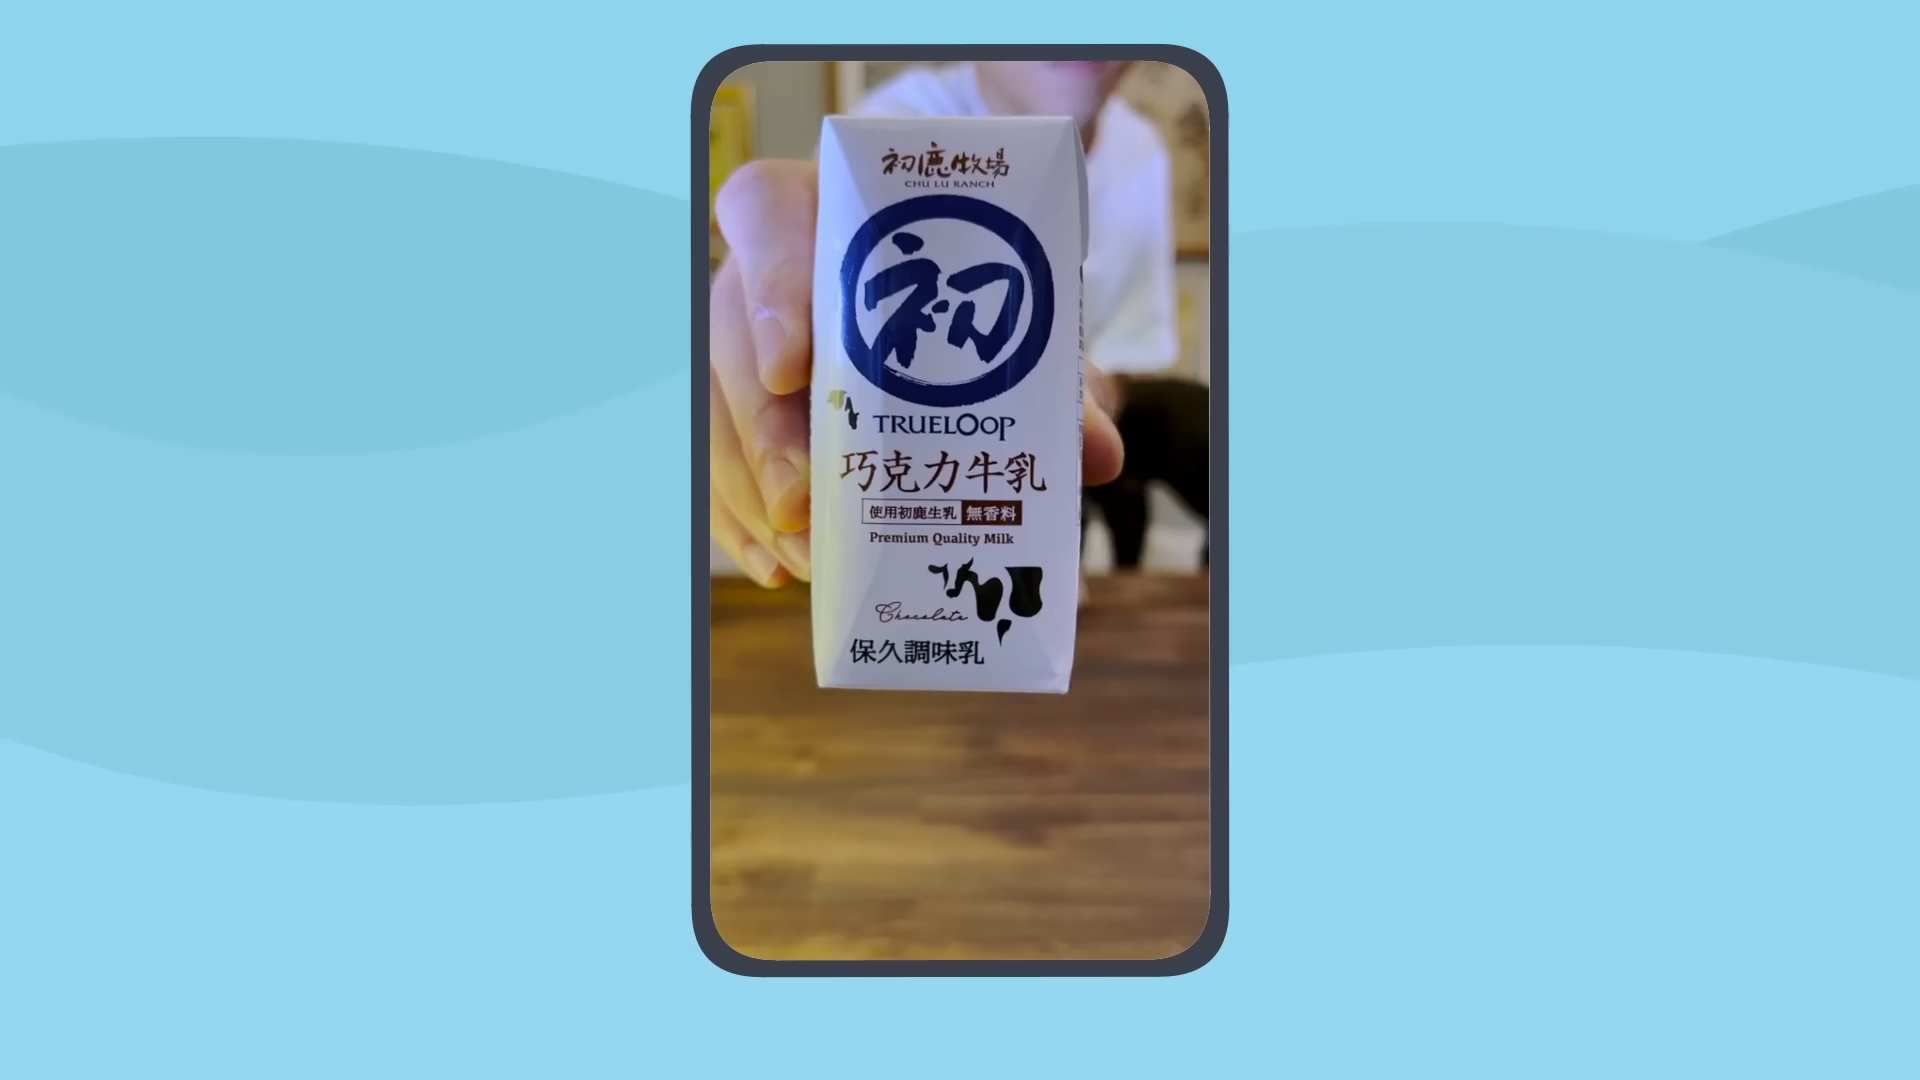 初鹿牧場
CHU LU RANCH
初
TRUELOOP
巧克力牛乳
使用初鹿生乳 無香料
Premium Quality Milk
Chocolate
保久調味乳